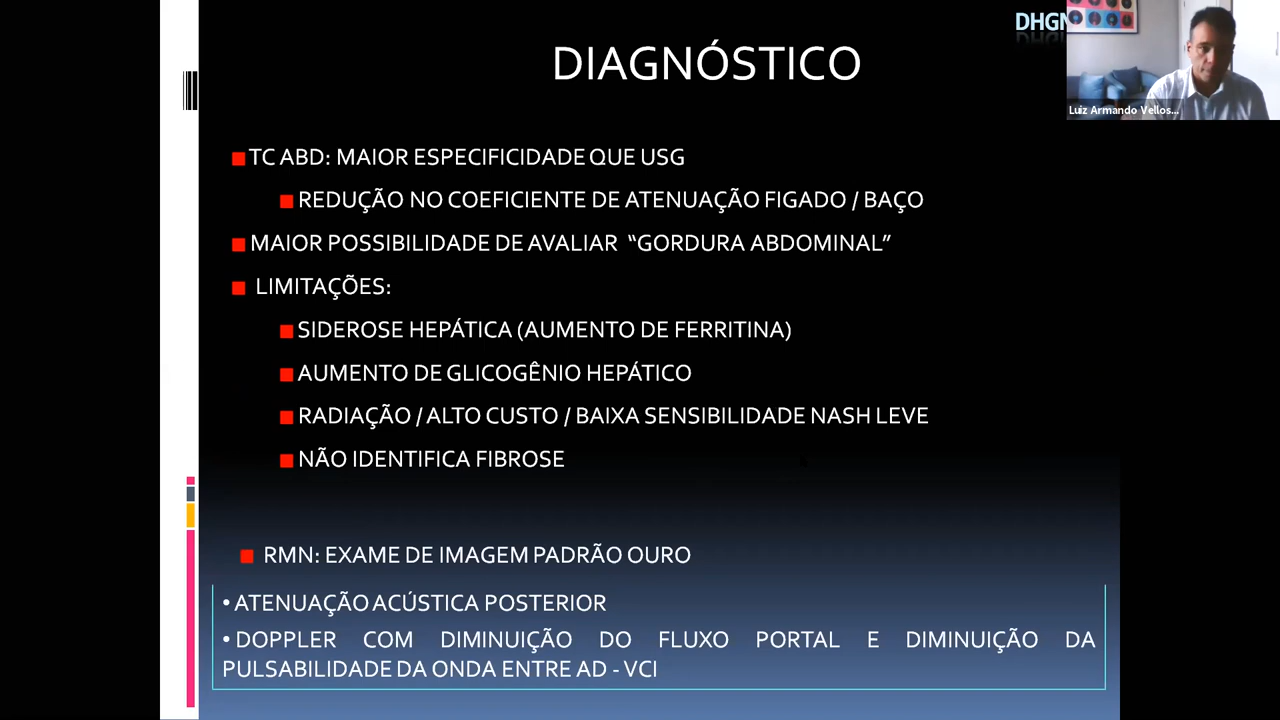 DHGN
DIAGNÓSTICO
Luiz Armando Vellos...
TC ABD: MAIOR ESPECIFICIDADE QUE USG
REDUÇÃO NO COEFICIENTE DE ATENUAÇÃO FIGADO / BAÇO
MAIOR POSSIBILIDADE DE AVALIAR “GORDURA ABDOMINAL”
LIMITAÇÕES:
SIDEROSE HEPÁTICA (AUMENTO DE FERRITINA)
AUMENTO DE GLICOGÊNIO HEPÁTICO
RADIAÇÃO / ALTO CUSTO / BAIXA SENSIBILIDADE NASH LEVE
NÃO IDENTIFICA FIBROSE
RMN: EXAME DE IMAGEM PADRÃO OURO
• ATENUAÇÃO ACÚSTICA POSTERIOR
• DOPPLER COM DIMINUIÇÃO DO FLUXO PORTAL E DIMINUIÇÃO DA
PULSABILIDADE DA ONDA ENTRE AD - VCI